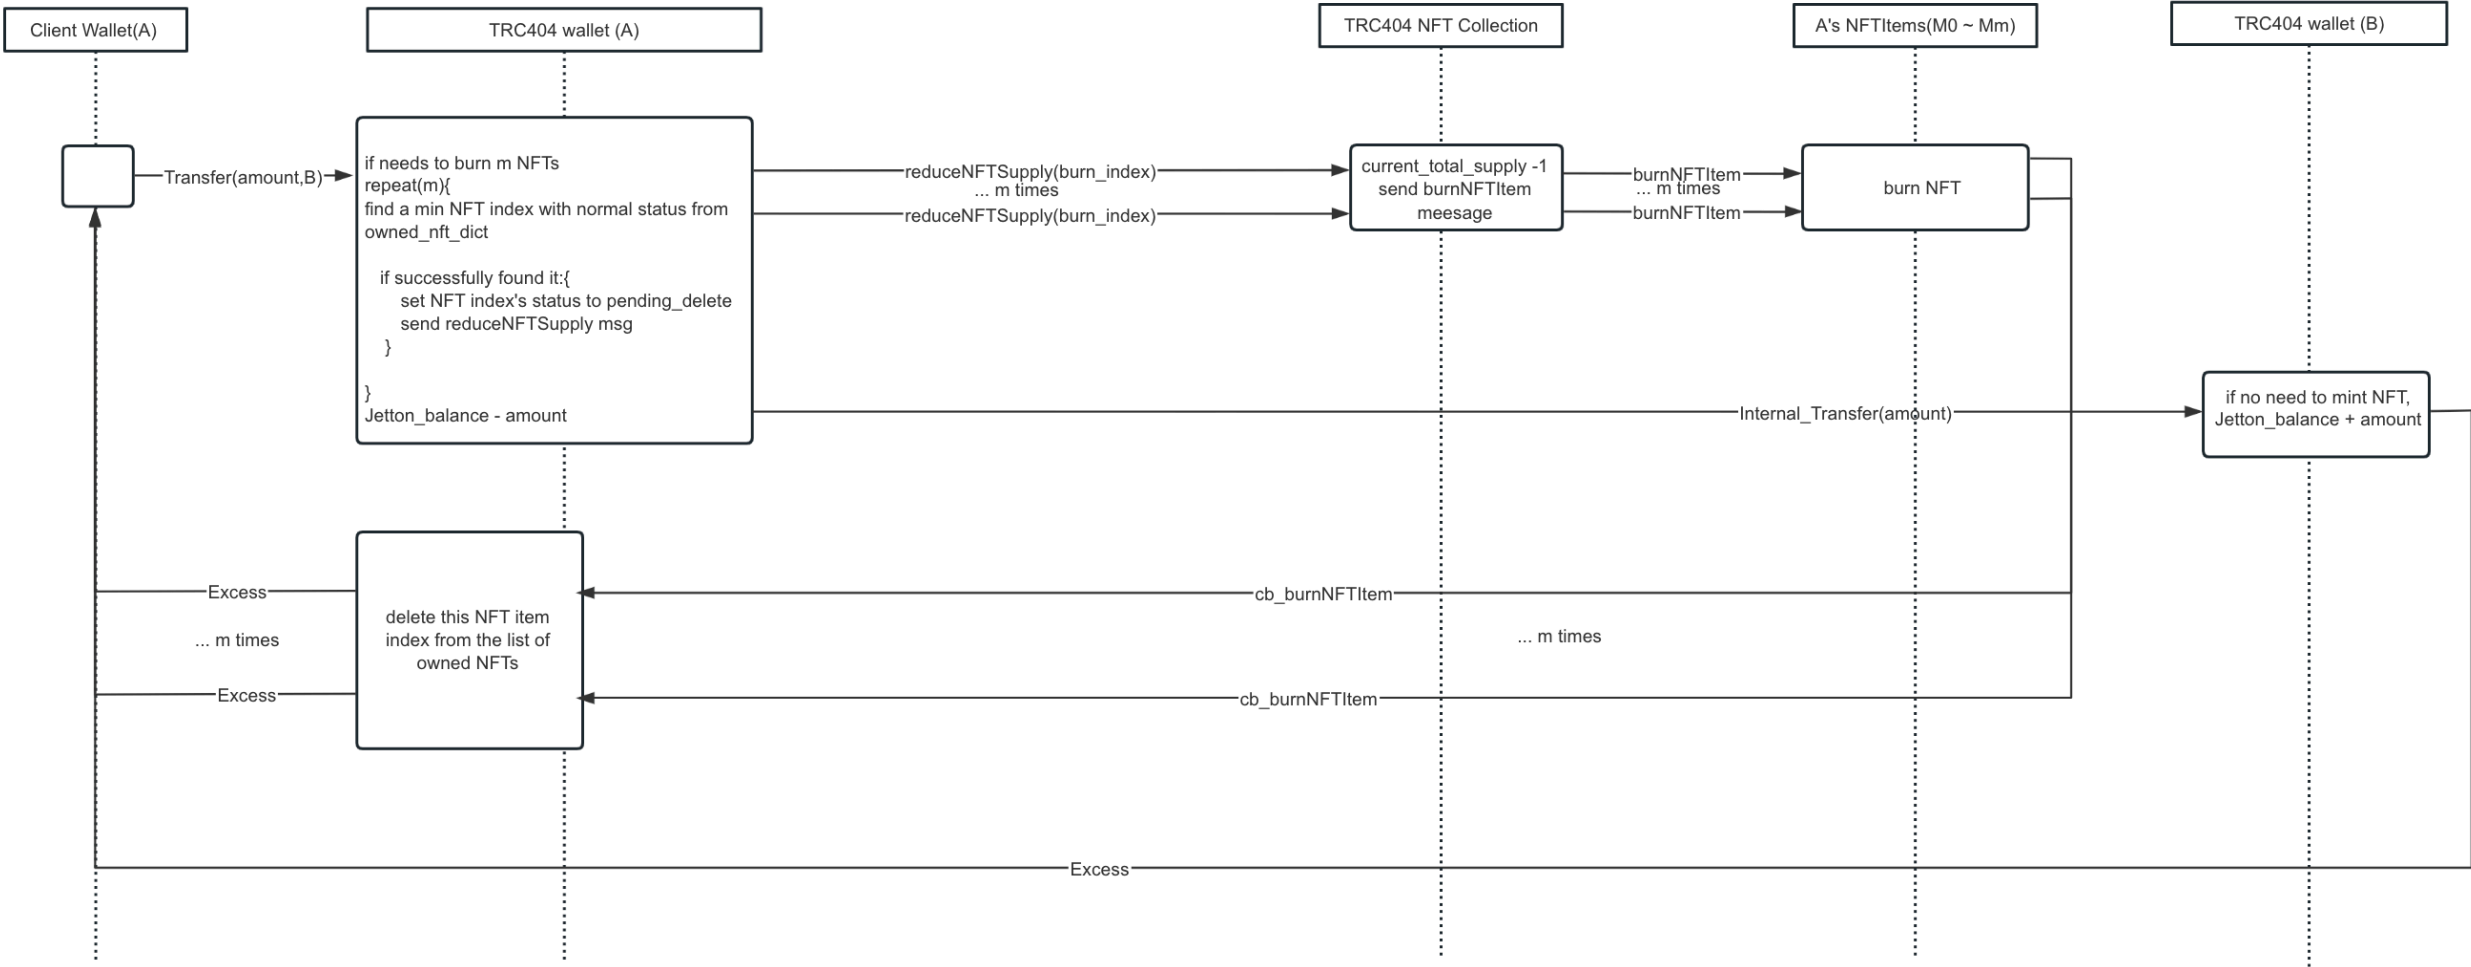 Client Wallet(A)
TRC404 wallet (A)
TRC404 NFT Collection
A's NFTItems(M0 ~ Mm)
TRC404 wallet (B)
Transfer(amount,B)
if needs to burn m NFTs
repeat(m){
find a min NFT index with normal status from
owned_nft_dict
if successfully found it:{
set NFT index's status to pending_delete
send reduceNFTSupply msg
}
}
Jetton_balance - amount
reduceNFTSupply(burn_index)
... m times
reduceNFTSupply(burn_index)
current_total_supply -1
send burnNFTItem
meesage
burnNFTItem
... m times
burnNFTItem
burn NFT
Internal_Transfer(amount)
if no need to mint NFT,
Jetton_balance + amount
Excess
... m times
Excess
delete this NFT item
index from the list of
owned NFTs
cb_burnNFTItem
... m times
cb_burnNFTItem
Excess